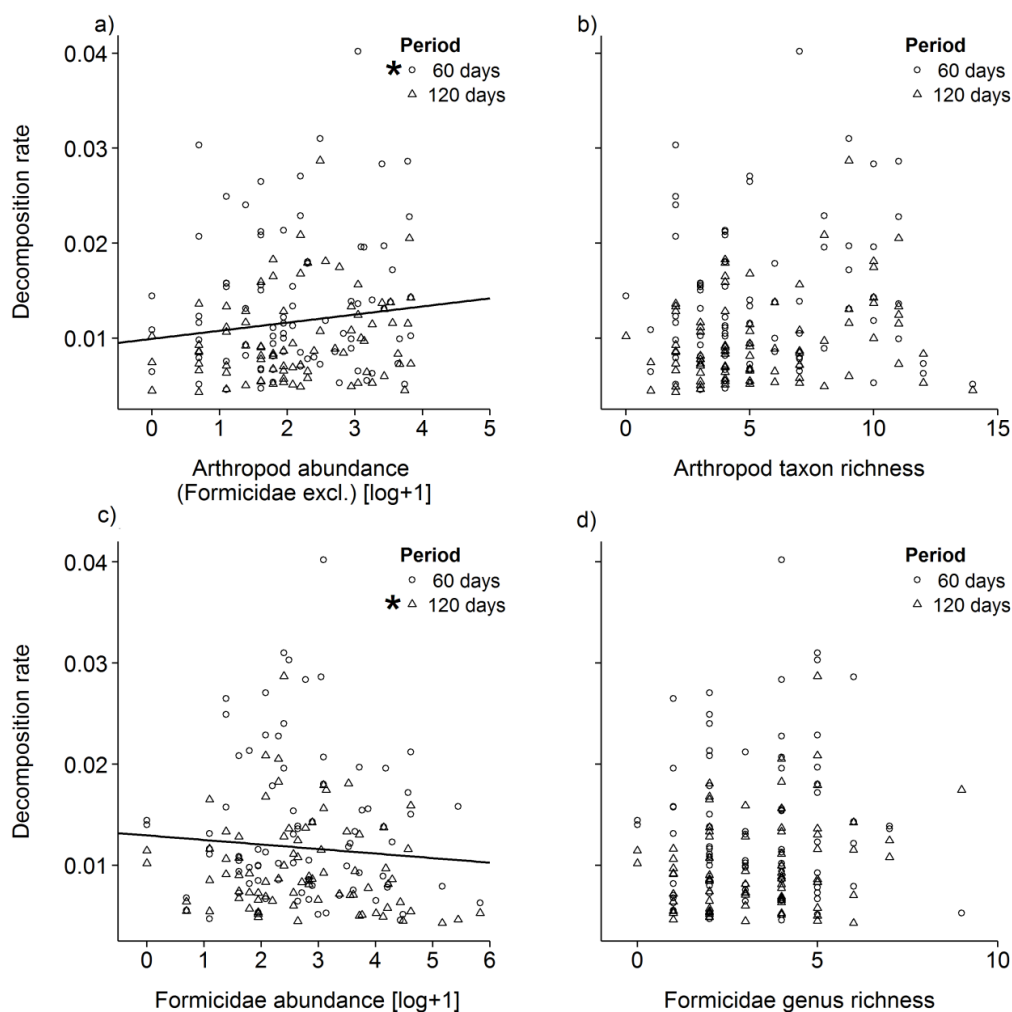 a)
Period
* 60 days
120 days
0.04
0.03
0.02
0.01
Decomposition rate
0 1 2 3 4 5
Arthropod abundance
(Formicidae excl.) [log+1]
b)
Period
60 days
120 days
0 5 10 15
Arthropod taxon richness
c)
Period
60 days
* 120 days
0.04
0.03
0.02
0.01
Decomposition rate
0 1 2 3 4 5 6
Formicidae abundance [log+1]
d)
Period
60 days
120 days
0 5 10
Formicidae genus richness